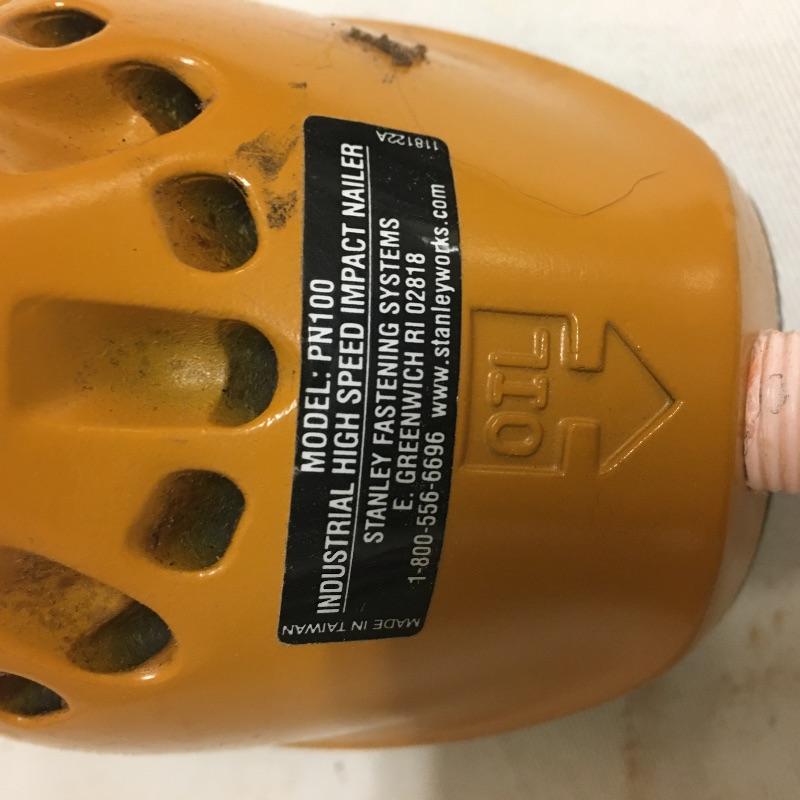 MODEL: PN100
INDUSTRIAL HIGH SPEED IMPACT NAILER
STANLEY FASTENING SYSTEMS
E. GREENWICH RI 02818
1-800-556-6696 www.stanleyworks.com
MADE IN TAIWAN
118122A
OIL